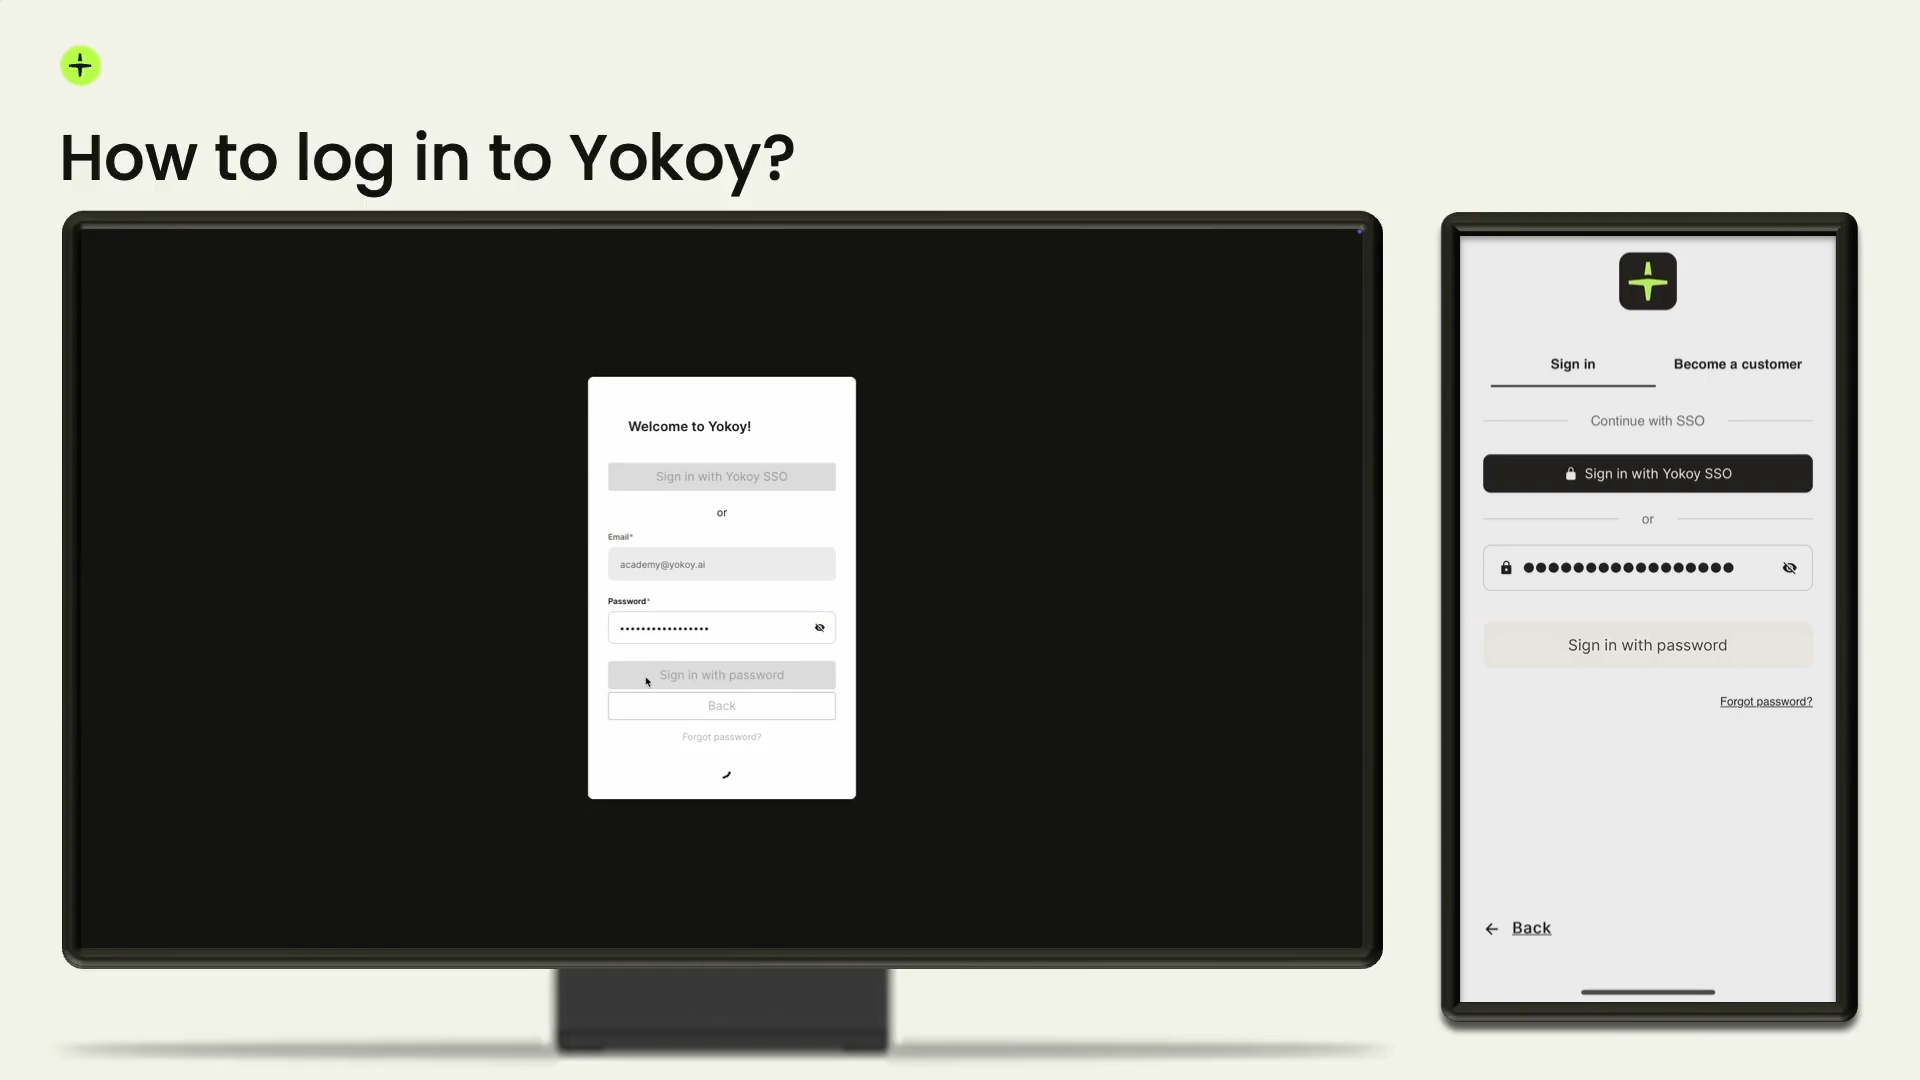 How to log in to Yokoy?
Welcome to Yokoy!
Sign in with Yokoy SSO
or
Email*
academy@yokoy.ai
Password*
•••••••••••••••••
Sign in with password
Back
Forgot password?
Sign in
Become a customer
Continue with SSO
Sign in with Yokoy SSO
or
•••••••••••••••••
Sign in with password
Forgot password?
Back